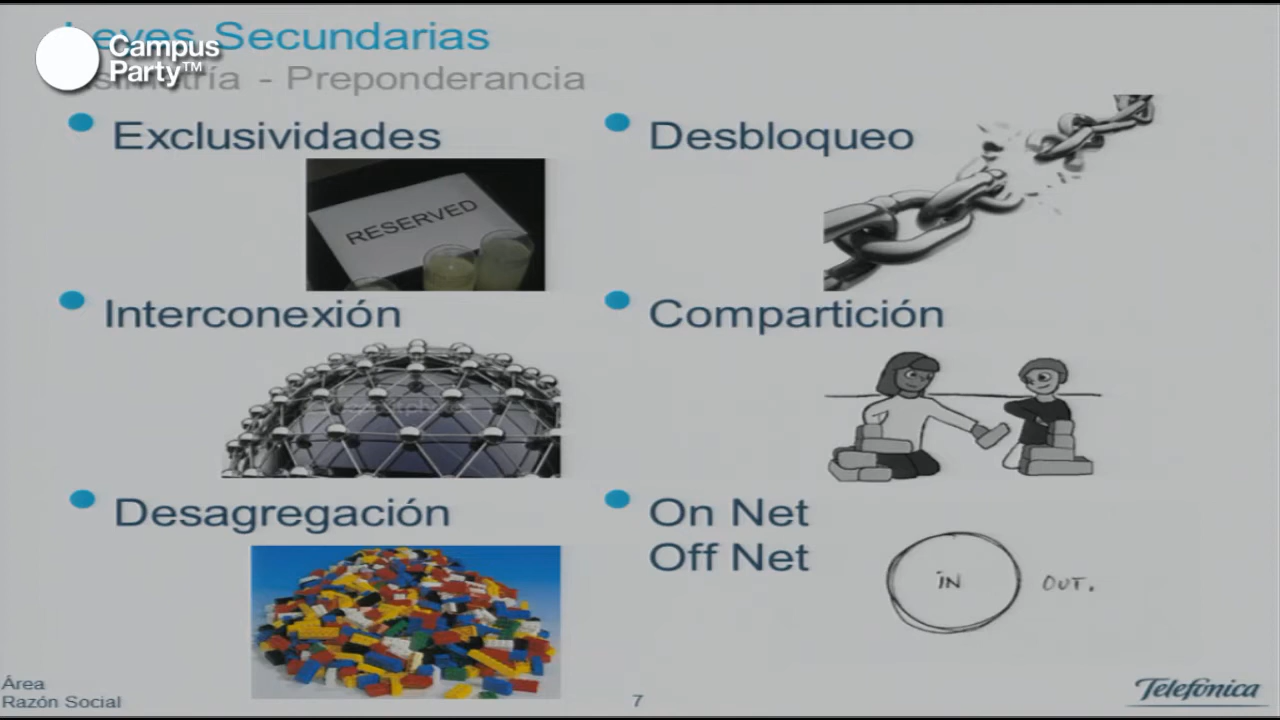 Leyes Secundarias
Campus
Party™
Asimetría - Preponderancia
Exclusividades
RESERVED
Desbloqueo
Interconexión
Compartición
Desagregación
On Net
Off Net
IN
OUT.
Área
Razón Social
7
Telefónica